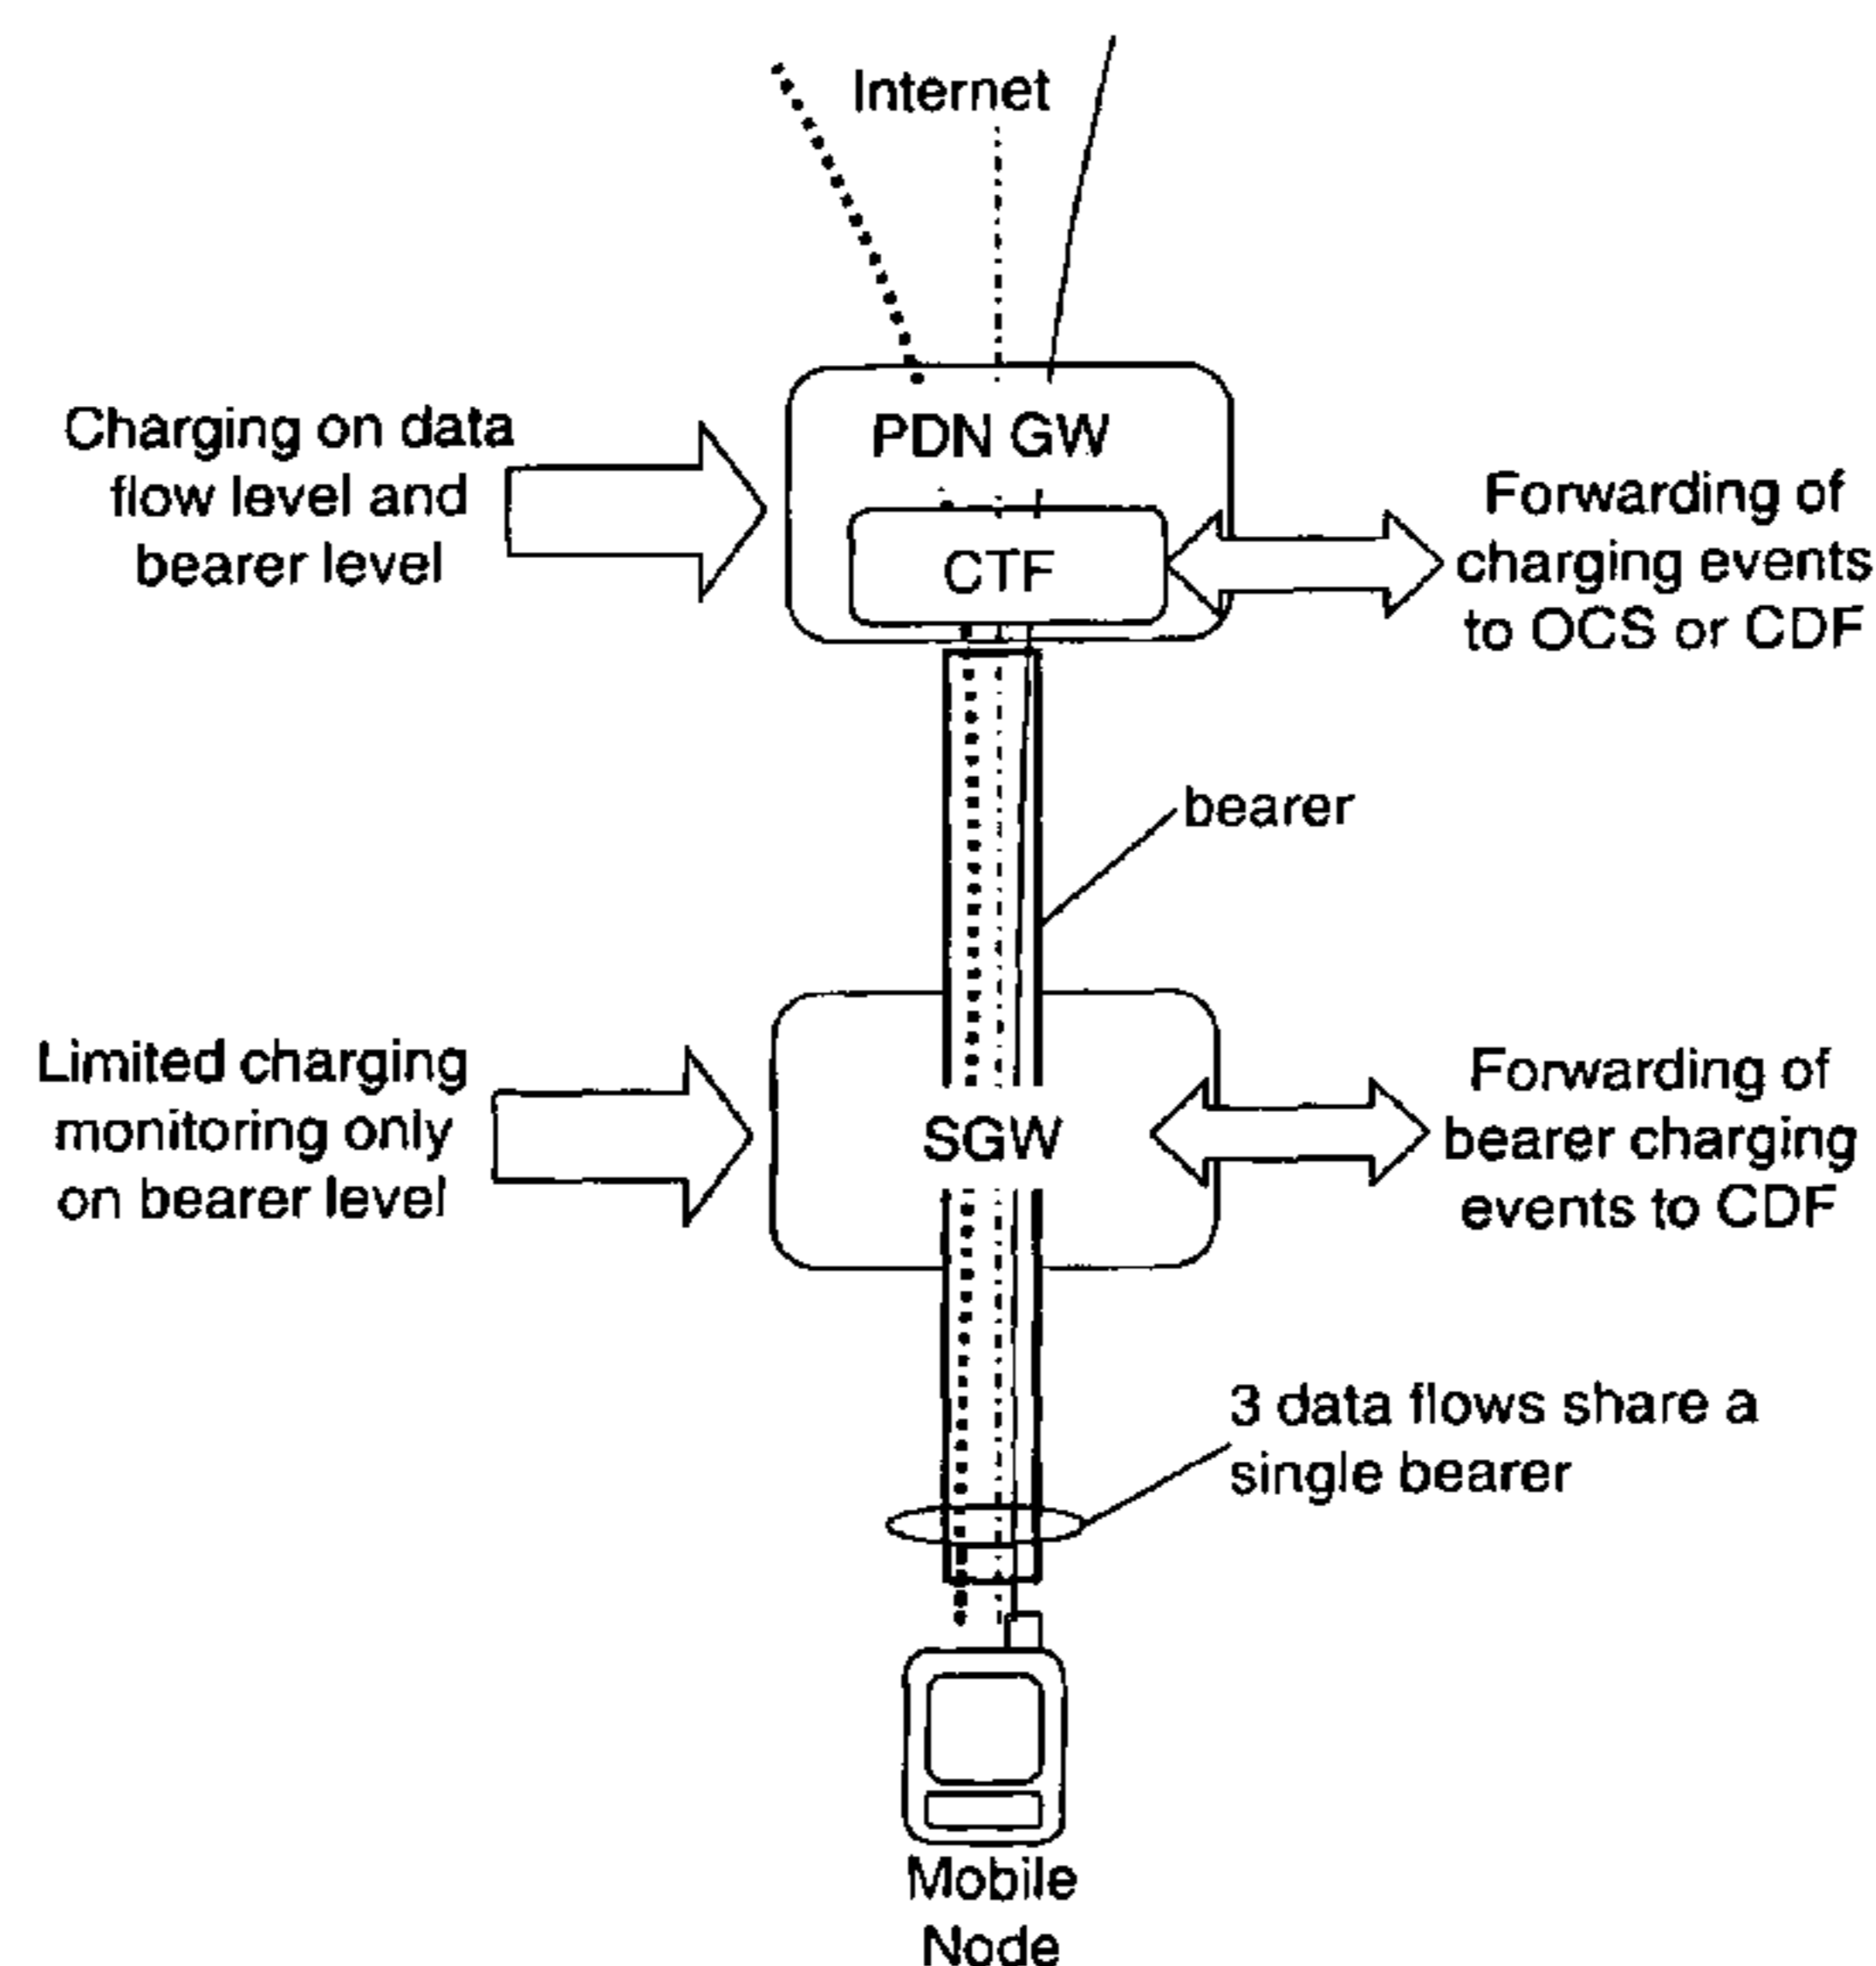 Internet
Charging on data
flow level and
bearer level
PDN GW
CTF
Forwarding of
charging events
to OCS or CDF
bearer
Limited charging
monitoring only
on bearer level
SGW
Forwarding of
bearer charging
events to CDF
3 data flows share a
single bearer
Mobile
Node